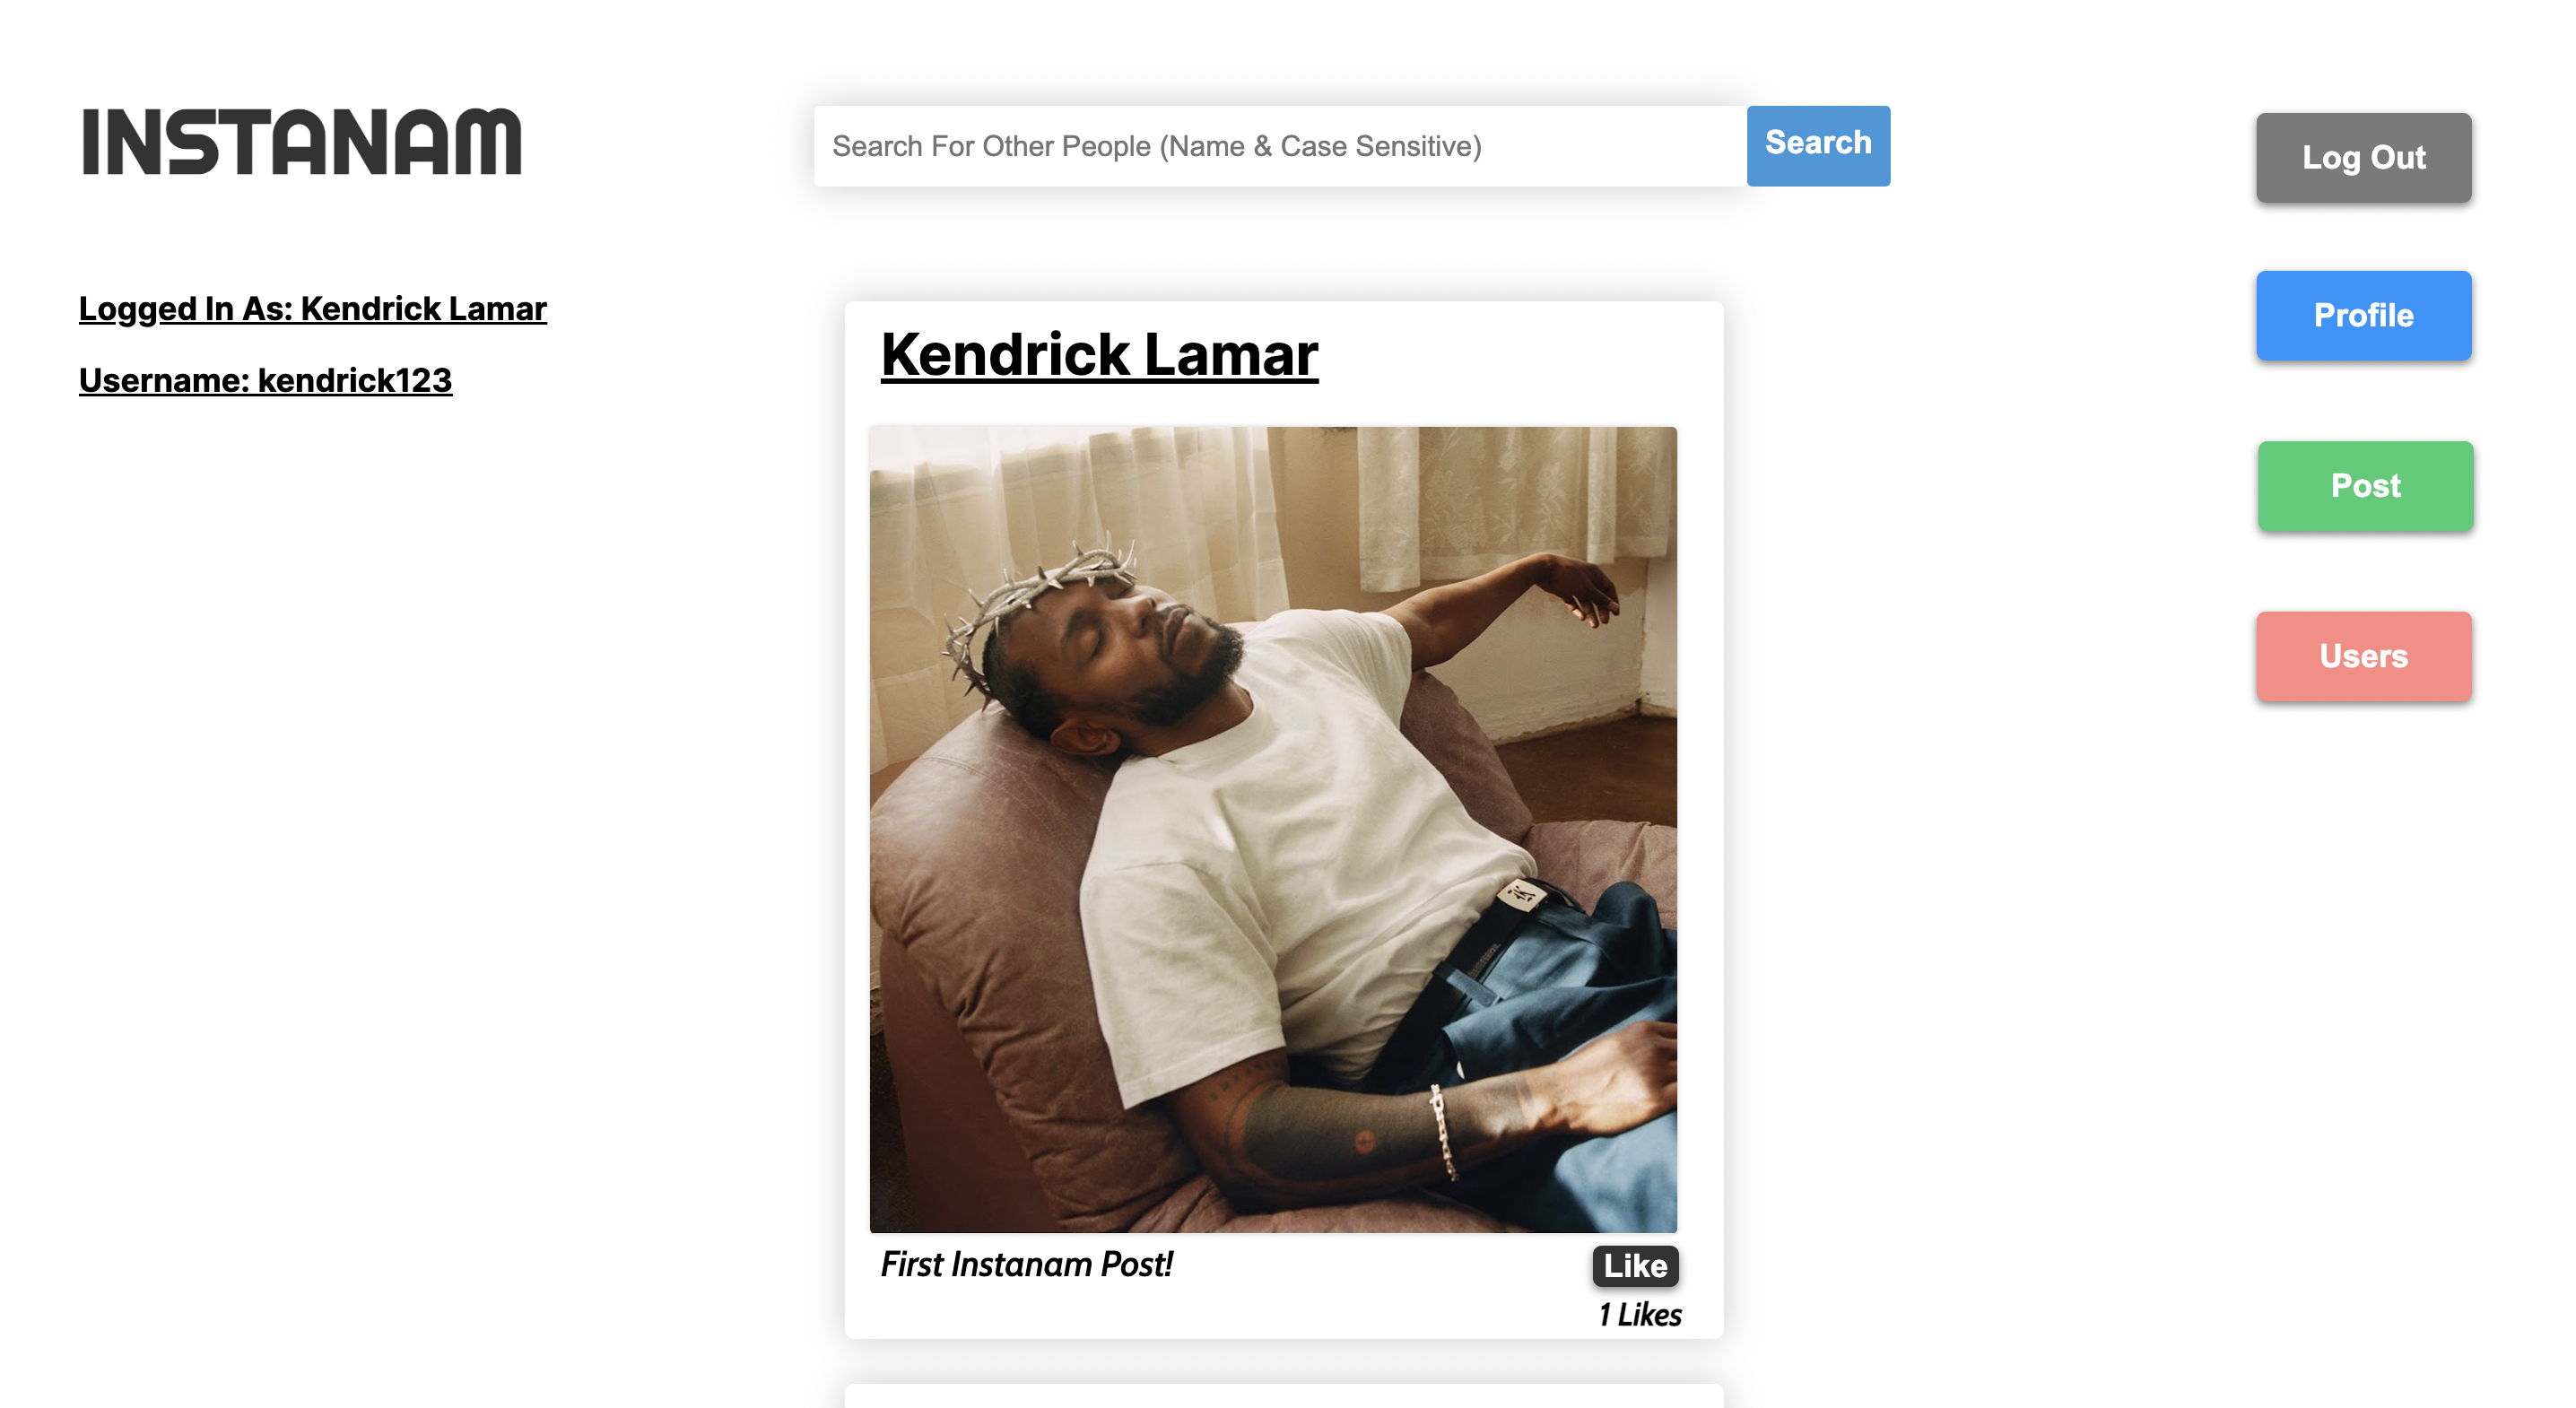 INSTANAM
Search For Other People (Name & Case Sensitive)
Search
Log Out
Logged In As: Kendrick Lamar
Username: kendrick123
Profile
Post
Users
Kendrick Lamar
First Instanam Post!
Like
1 Likes